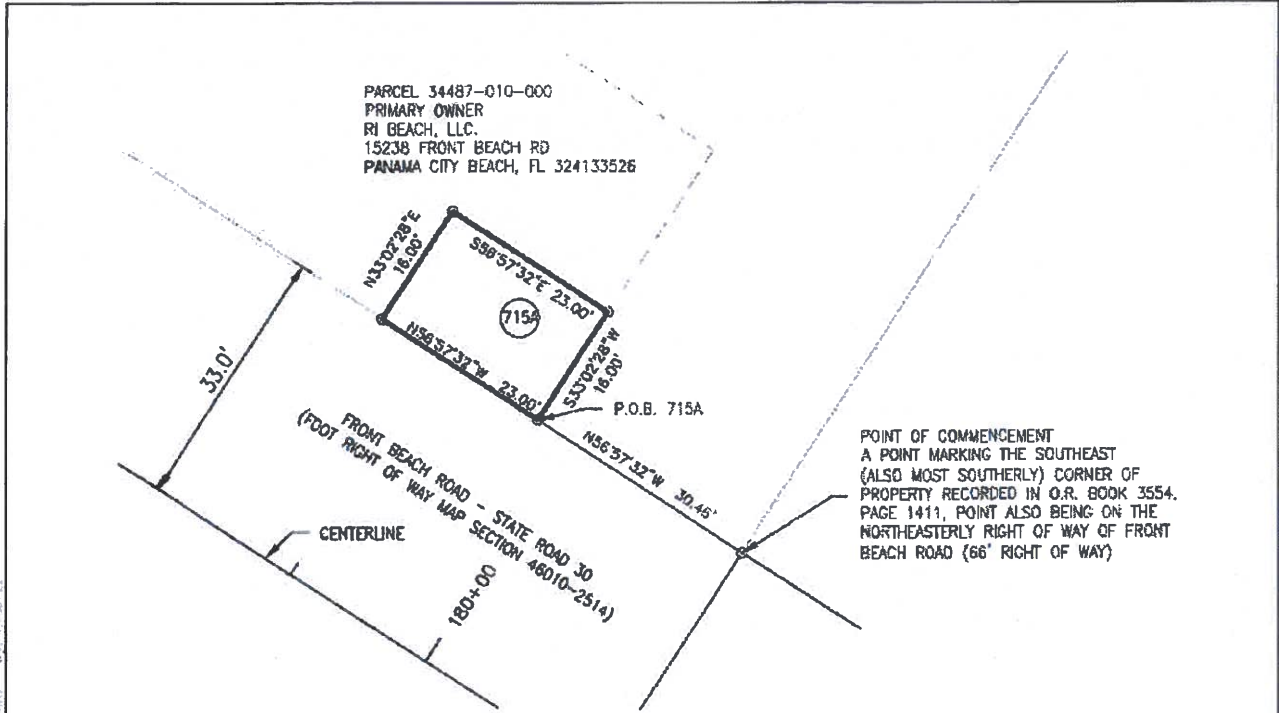 PARCEL 34487-010-000
PRIMARY OWNER
RI BEACH, LLC.
15238 FRONT BEACH RD
PANAMA CITY BEACH, FL 324133526
N33°02'28"E
16.00'
S56°57'32"E 23.00'
715A
N56°57'32"W 23.00'
S33°02'28"W
16.00'
33.0'
P.O.B. 715A
N56°57'32"W 30.46'
FRONT BEACH ROAD - STATE ROAD 30
(FDOT RIGHT OF WAY MAP SECTION 46010-2514)
CENTERLINE
180+00
POINT OF COMMENCEMENT
A POINT MARKING THE SOUTHEAST
(ALSO MOST SOUTHERLY) CORNER OF
PROPERTY RECORDED IN O.R. BOOK 3554,
PAGE 1411, POINT ALSO BEING ON THE
NORTHEASTERLY RIGHT OF WAY OF FRONT
BEACH ROAD (66' RIGHT OF WAY)